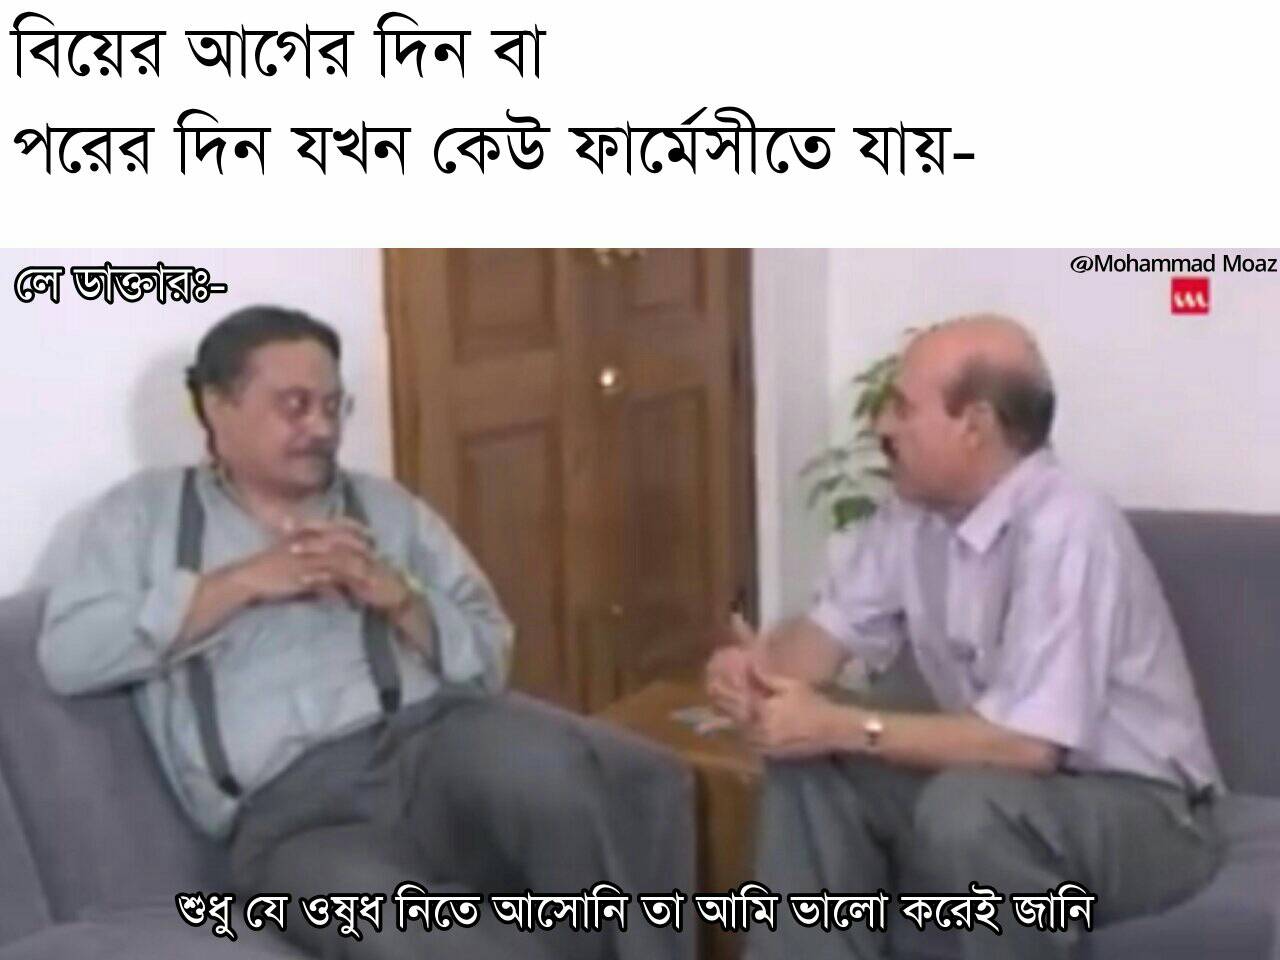 বিয়ের আগের দিন বা
পরের দিন যখন কেউ ফার্মেসীতে যায়-
লে ডাক্তারঃ-
@Mohammad Moaz
শুধু যে ওষুধ নিতে আসোনি তা আমি ভালো করেই জানি